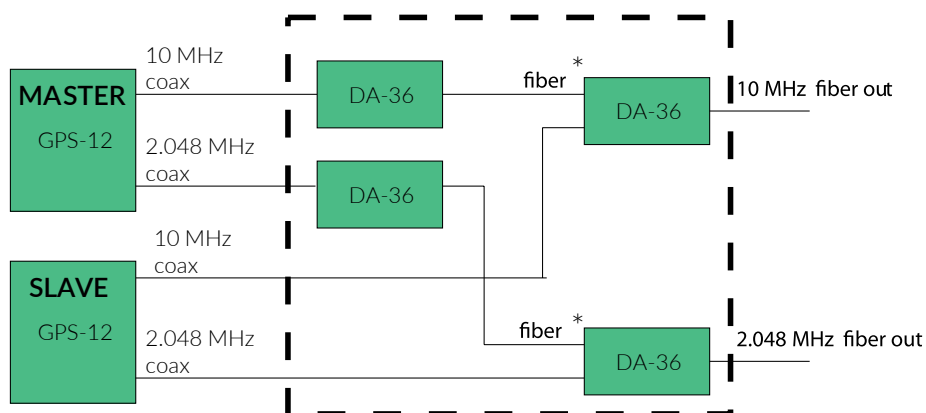 10 MHz
coax
MASTER
GPS-12
2.048 MHz
coax
DA-36
fiber *
DA-36
10 MHz fiber out
DA-36
10 MHz
coax
SLAVE
GPS-12
2.048 MHz
coax
fiber *
DA-36
2.048 MHz fiber out